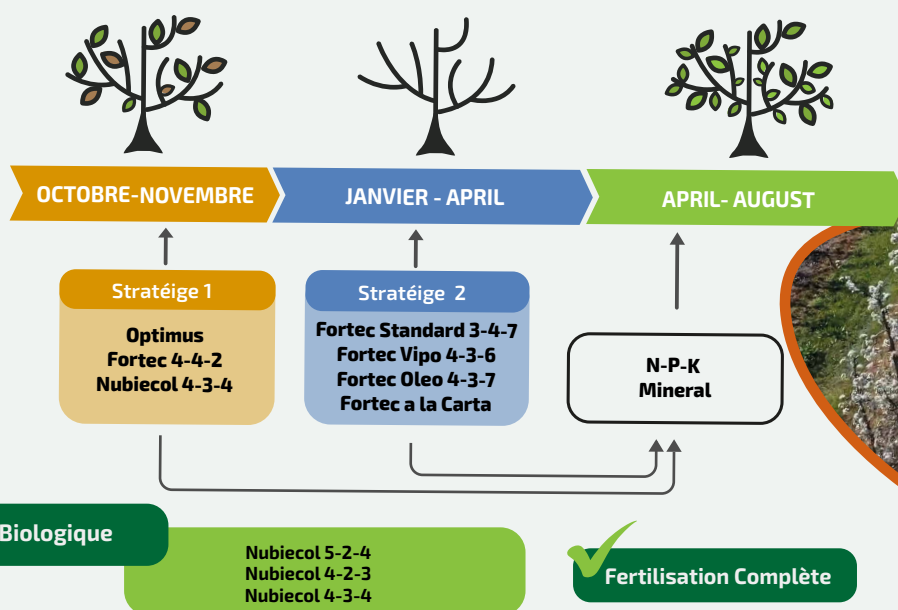 OCTOBRE-NOVEMBRE
JANVIER - APRIL
APRIL- AUGUST
Stratéige 1
Optimus
Fortec 4-4-2
Nubiecol 4-3-4
Stratéige 2
Fortec Standard 3-4-7
Fortec Vipo 4-3-6
Fortec Oleo 4-3-7
Fortec a la Carta
N-P-K
Mineral
Biologique
Nubiecol 5-2-4
Nubiecol 4-2-3
Nubiecol 4-3-4
Fertilisation Complète